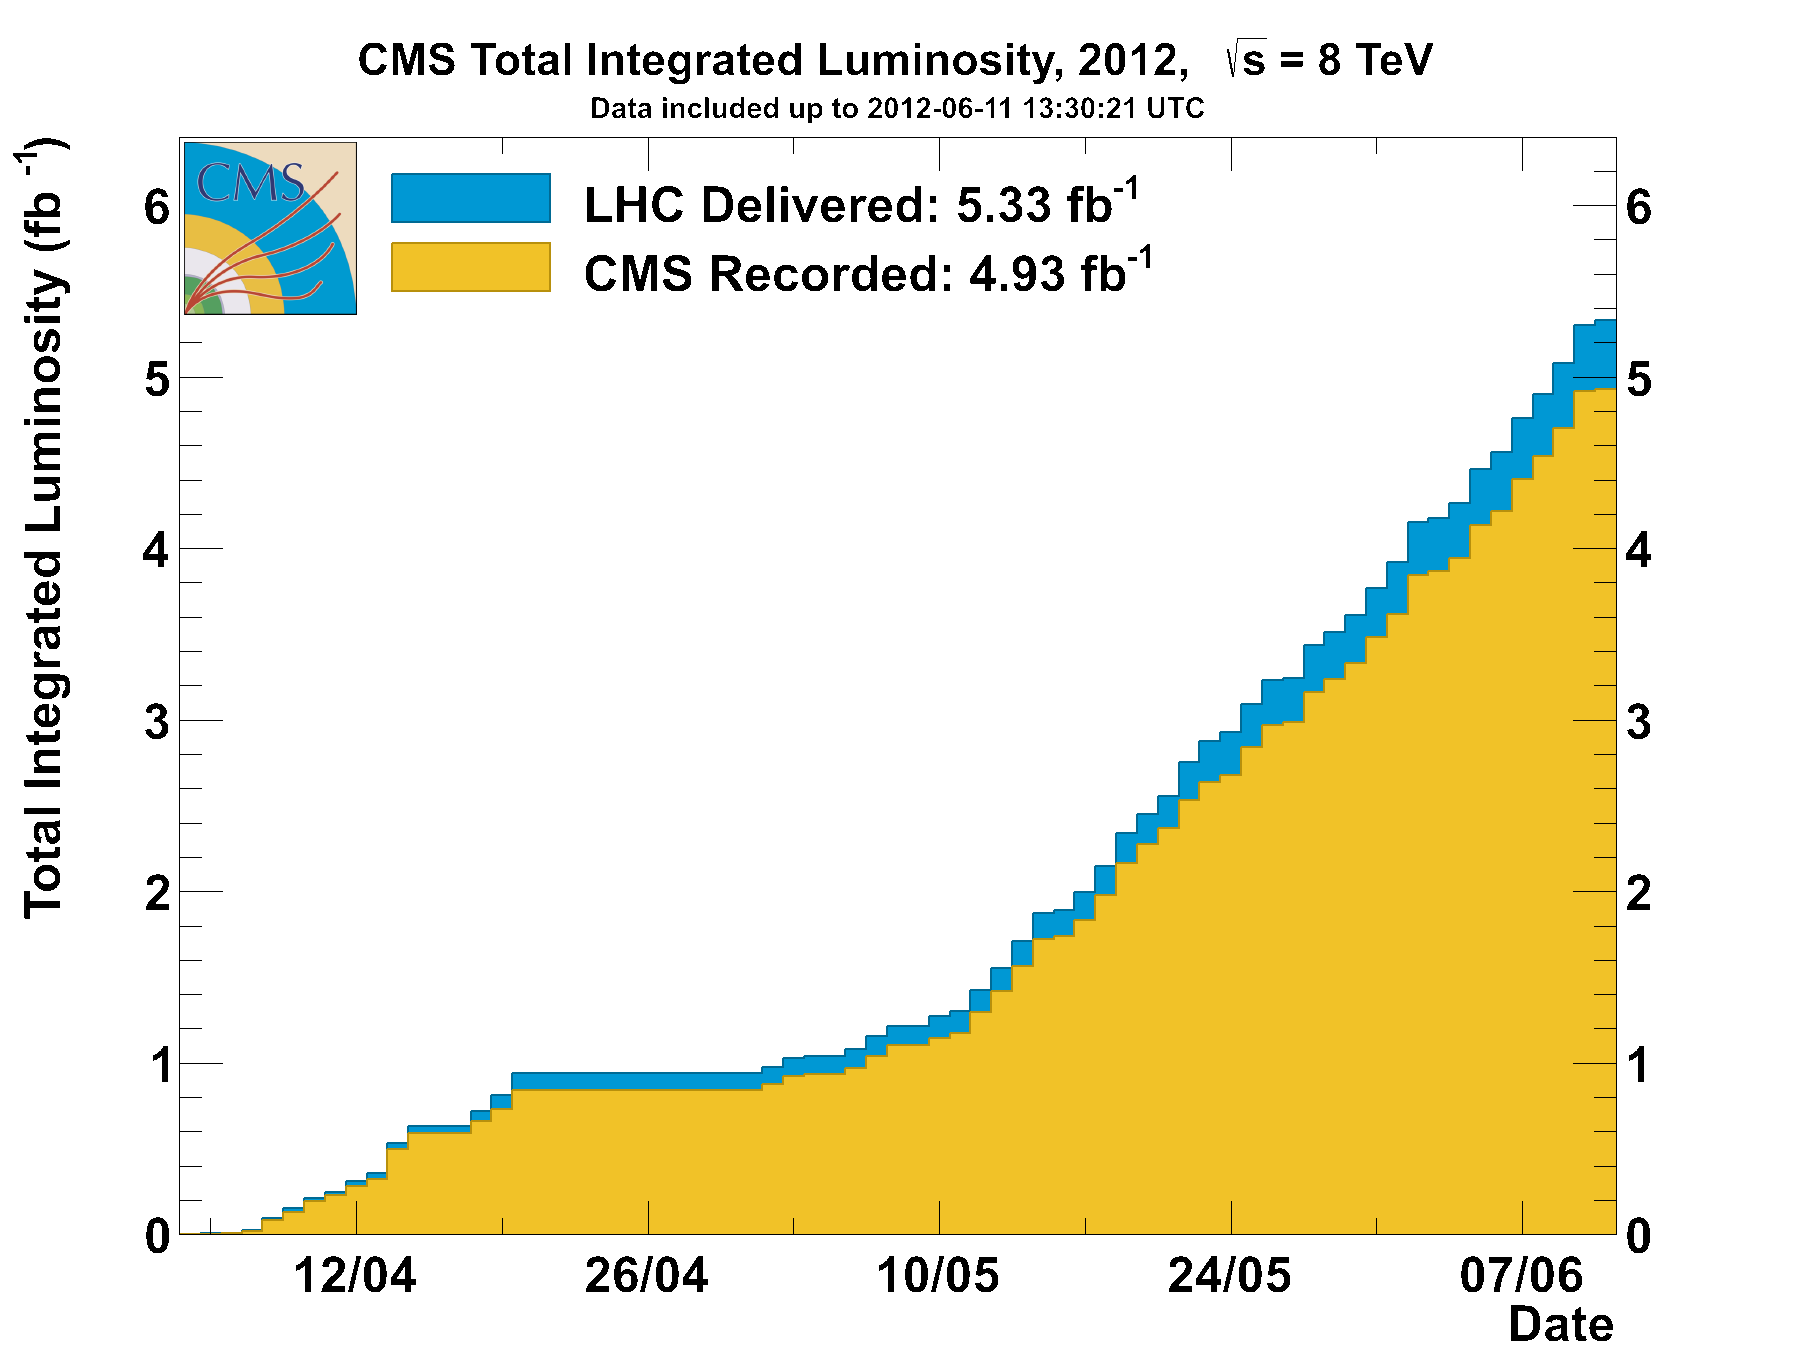 CMS Total Integrated Luminosity, 2012, √s = 8 TeV
Data included up to 2012-06-11 13:30:21 UTC
CMS
LHC Delivered: 5.33 fb⁻¹
CMS Recorded: 4.93 fb⁻¹
Total Integrated Luminosity (fb⁻¹)
6
5
4
3
2
1
0
6
5
4
3
2
1
0
12/04 26/04 10/05 24/05 07/06
Date